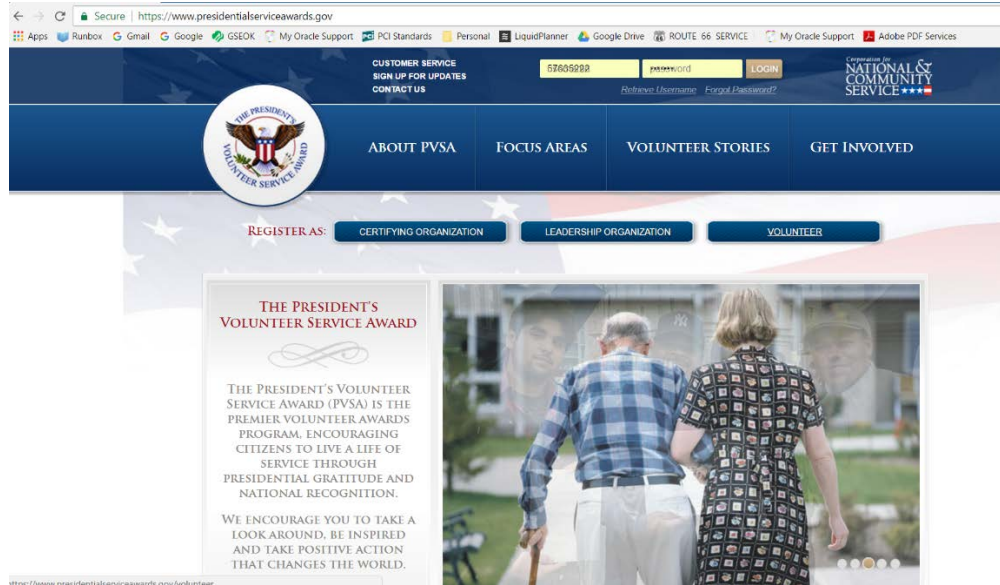 Secure | https://www.presidentialserviceawards.gov
Apps Runbox Gmail Google GSEOK My Oracle Support PCI Standards Personal LiquidPlanner Google Drive ROUTE 66 SERVICE My Oracle Support Adobe PDF Services
CUSTOMER SERVICE
SIGN UP FOR UPDATES
CONTACT US
LOGIN
Retrieve Username Forgot Password?
Corporation for
NATIONAL &
COMMUNITY
SERVICE
THE PRESIDENT'S
VOLUNTEER SERVICE AWARD
ABOUT PVSA FOCUS AREAS VOLUNTEER STORIES GET INVOLVED
REGISTER AS: CERTIFYING ORGANIZATION LEADERSHIP ORGANIZATION VOLUNTEER
THE PRESIDENT'S
VOLUNTEER SERVICE AWARD
THE PRESIDENT'S VOLUNTEER
SERVICE AWARD (PVSA) IS THE
PREMIER VOLUNTEER AWARDS
PROGRAM, ENCOURAGING
CITIZENS TO LIVE A LIFE OF
SERVICE THROUGH
PRESIDENTIAL GRATITUDE AND
NATIONAL RECOGNITION.
WE ENCOURAGE YOU TO TAKE A
LOOK AROUND, BE INSPIRED
AND TAKE POSITIVE ACTION
THAT CHANGES THE WORLD.
https://www.presidentialserviceawards.gov/volunteer